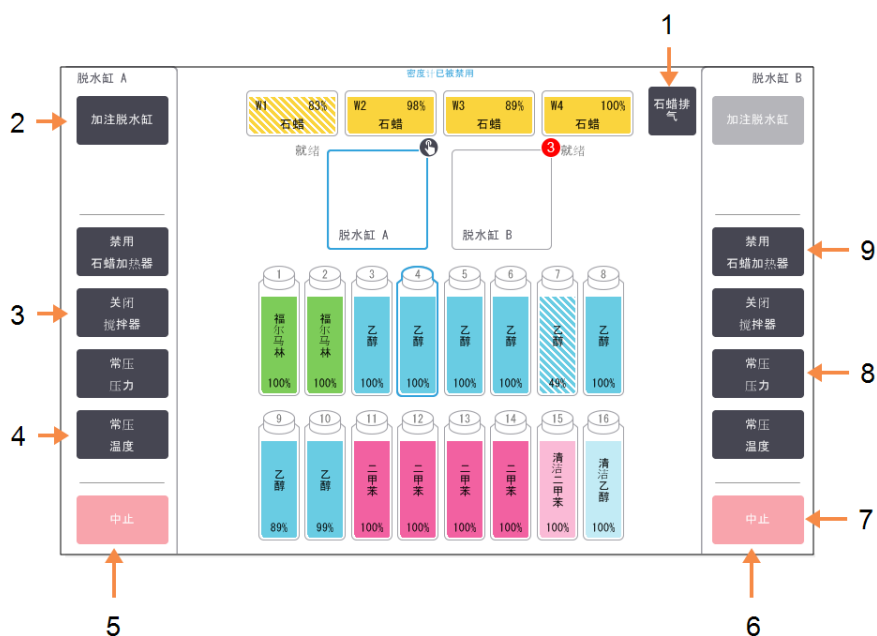 1
脱水缸 A
密度计已被禁用
脱水缸 B
2
加注脱水缸
W1 83%
石蜡
W2 98%
石蜡
W3 89%
石蜡
W4 100%
石蜡
石蜡排
气
加注脱水缸
就绪
3
就绪
脱水缸 A
脱水缸 B
禁用
石蜡加热器
禁用
石蜡加热器
9
3
关闭
搅拌器
关闭
搅拌器
常压
压力
常压
压力
8
4
常压
温度
常压
温度
1
福尔马林
100%
2
福尔马林
100%
3
乙醇
100%
4
乙醇
100%
5
乙醇
100%
6
乙醇
100%
7
乙醇
49%
8
乙醇
100%
9
乙醇
89%
10
乙醇
99%
11
二甲苯
100%
12
二甲苯
100%
13
二甲苯
100%
14
二甲苯
100%
15
清洁二甲苯
100%
16
清洁乙醇
100%
中止
中止
7
5
6